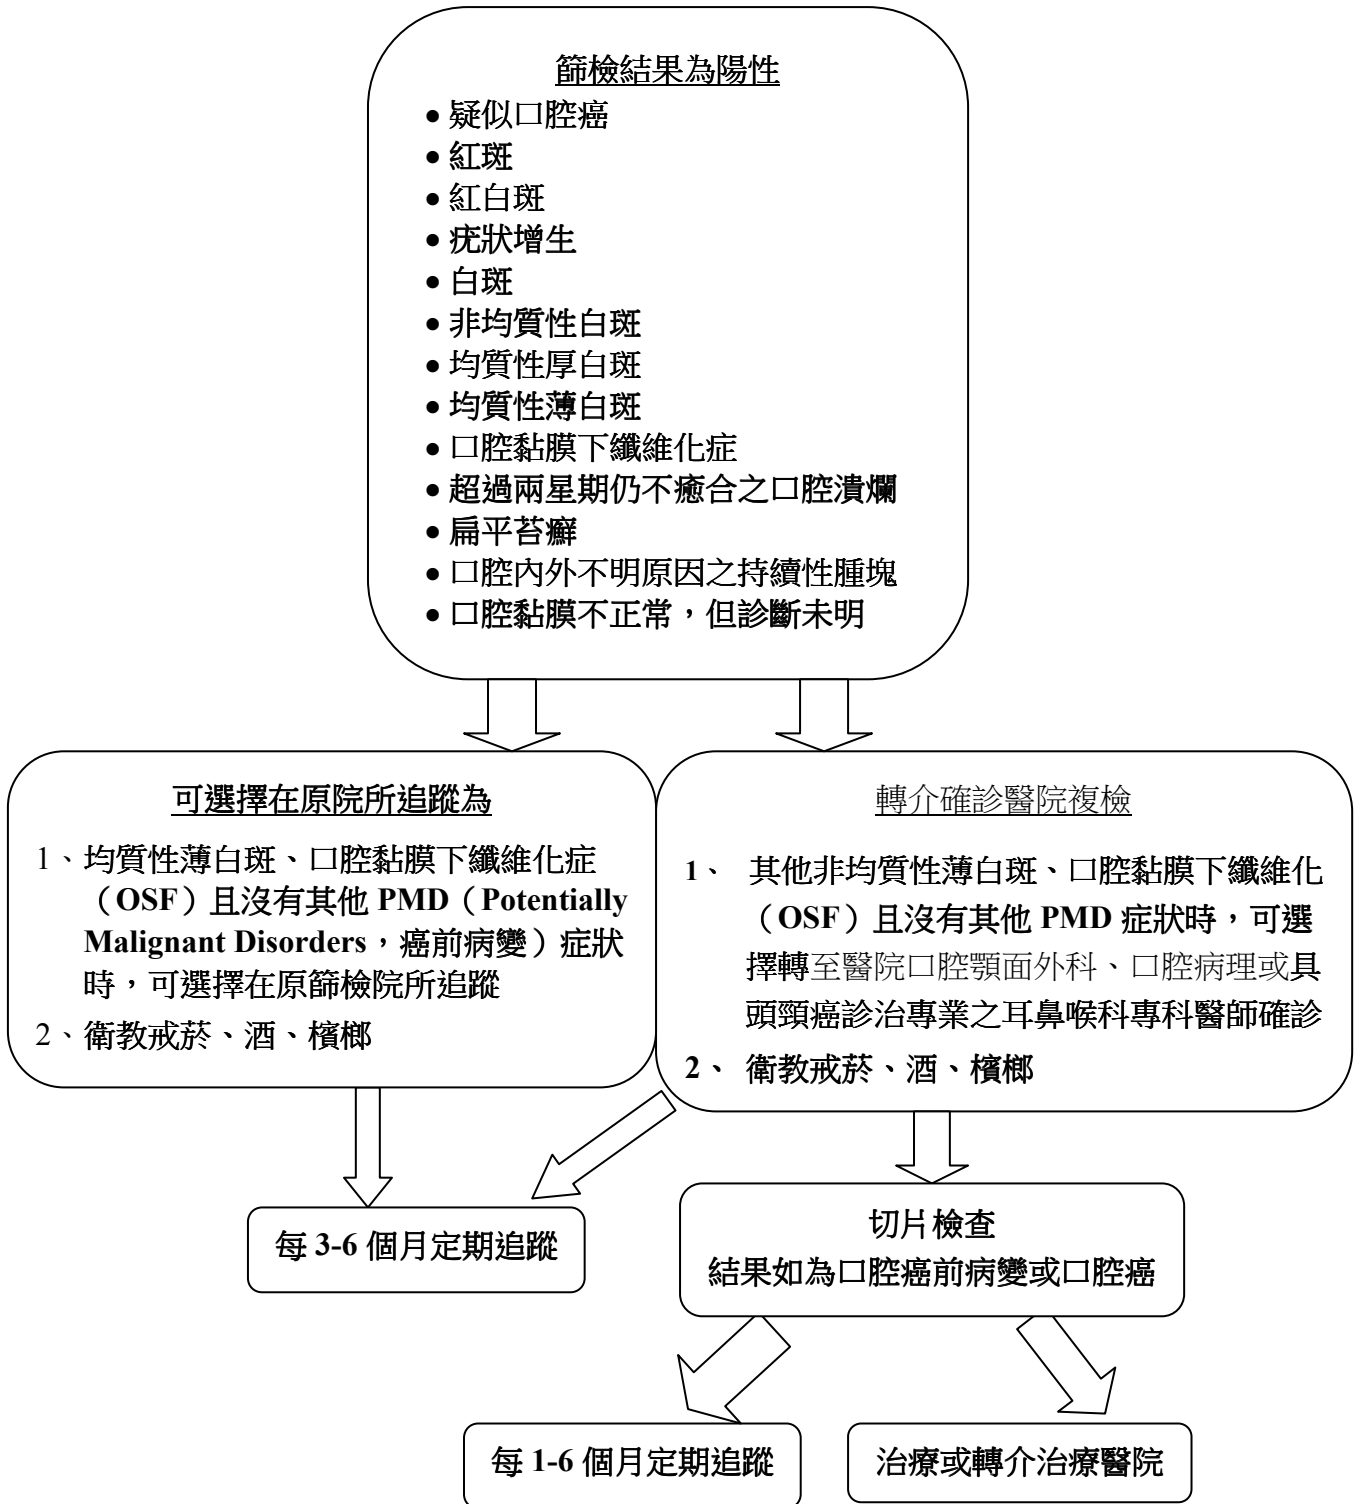 篩檢結果為陽性
• 疑似口腔癌
• 紅斑
• 紅白斑
• 疣狀增生
• 白斑
• 非均質性白斑
• 均質性厚白斑
• 均質性薄白斑
• 口腔黏膜下纖維化症
• 超過兩星期仍不癒合之口腔潰爛
• 扁平苔癬
• 口腔內外不明原因之持續性腫塊
• 口腔黏膜不正常，但診斷未明
可選擇在原院所追蹤為
1、均質性薄白斑、口腔黏膜下纖維化症
（OSF）且沒有其他 PMD（Potentially
Malignant Disorders，癌前病變）症狀
時，可選擇在原篩檢院所追蹤
2、衛教戒菸、酒、檳榔
轉介確診醫院複檢
1、 其他非均質性薄白斑、口腔黏膜下纖維化
（OSF）且沒有其他 PMD 症狀時，可選
擇轉至醫院口腔顎面外科、口腔病理或具
頭頸癌診治專業之耳鼻喉科專科醫師確診
2、 衛教戒菸、酒、檳榔
每 3-6 個月定期追蹤
切片檢查
結果如為口腔癌前病變或口腔癌
每 1-6 個月定期追蹤
治療或轉介治療醫院